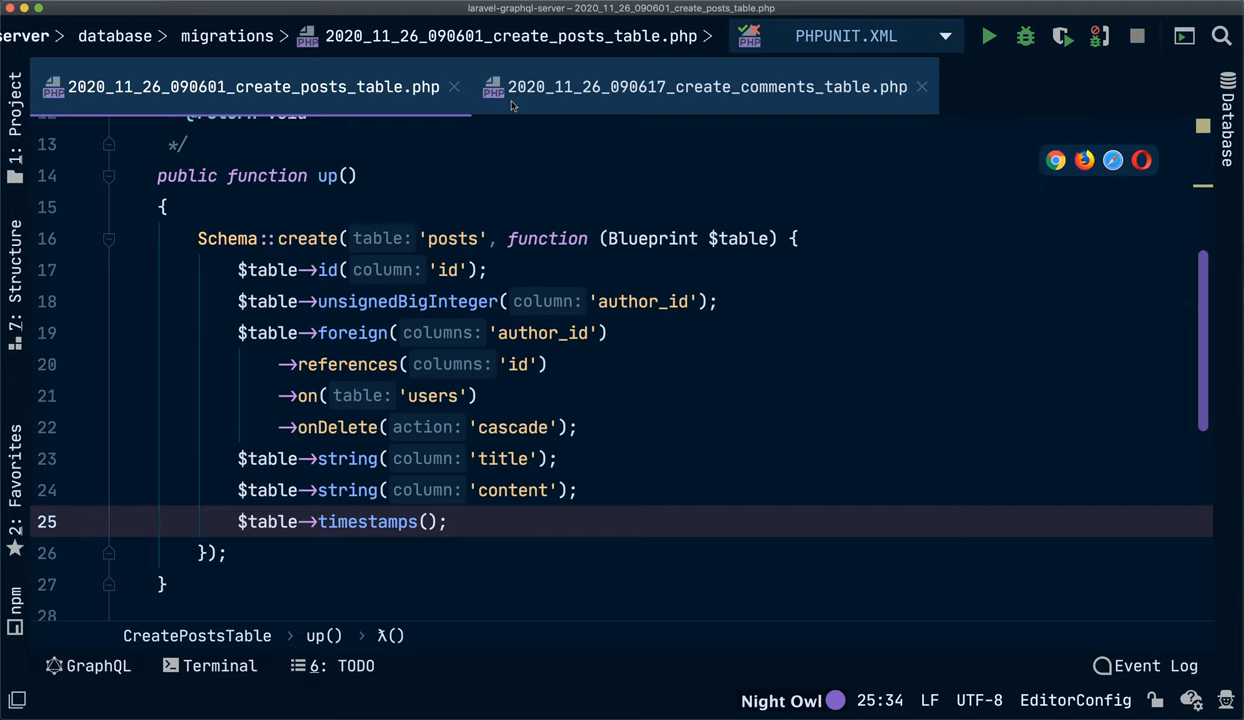 laravel-graphql-server – 2020_11_26_090601_create_posts_table.php
erver > database > migrations > 2020_11_26_090601_create_posts_table.php > PHPUNIT.XML
2020_11_26_090601_create_posts_table.php 2020_11_26_090617_create_comments_table.php
1: Project
7: Structure
2: Favorites
npm
Database
13 */
14 public function up()
15 {
16 Schema::create( table: 'posts', function (Blueprint $table) {
17 $table->id( column: 'id');
18 $table->unsignedBigInteger( column: 'author_id');
19 $table->foreign( columns: 'author_id')
20 ->references( columns: 'id')
21 ->on( table: 'users')
22 ->onDelete( action: 'cascade');
23 $table->string( column: 'title');
24 $table->string( column: 'content');
25 $table->timestamps();
26 });
27 }
28
CreatePostsTable > up() > λ()
GraphQL Terminal 6: TODO Event Log
Night Owl 25:34 LF UTF-8 EditorConfig